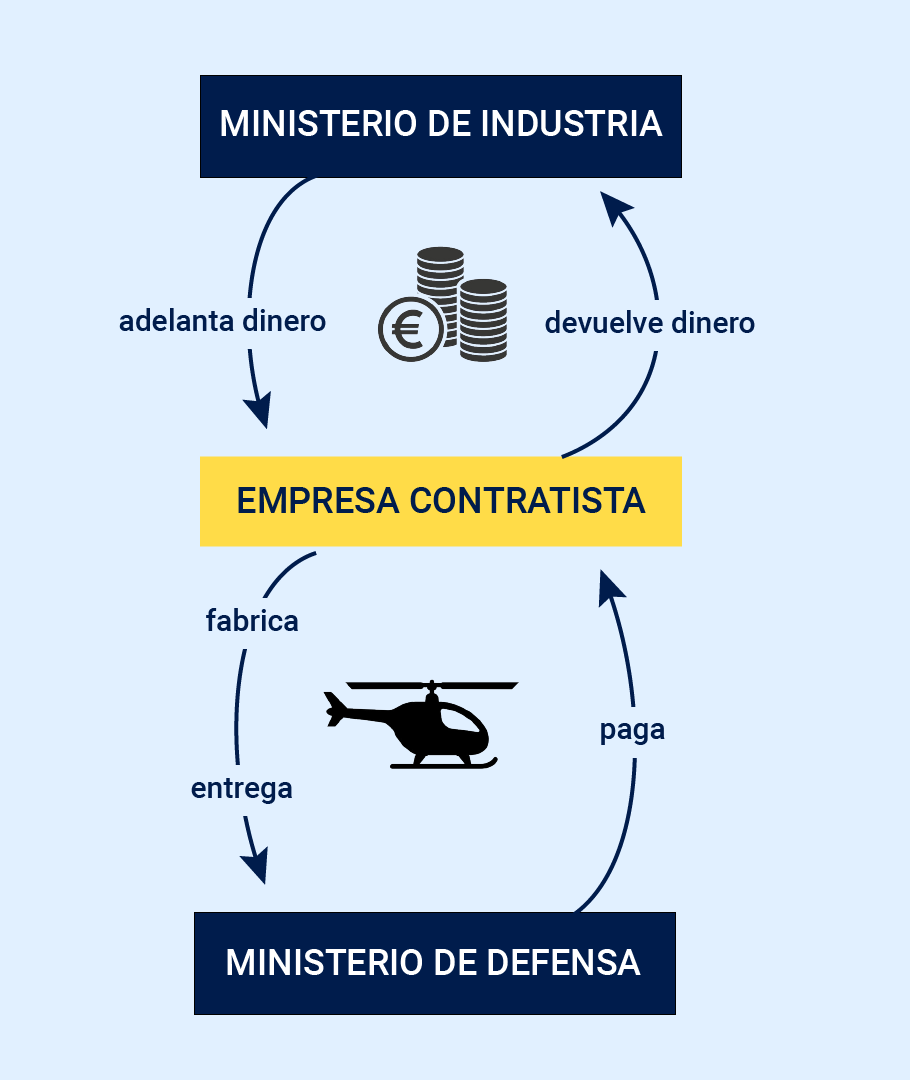 MINISTERIO DE INDUSTRIA
adelanta dinero
€
devuelve dinero
EMPRESA CONTRATISTA
fabrica
paga
entrega
MINISTERIO DE DEFENSA